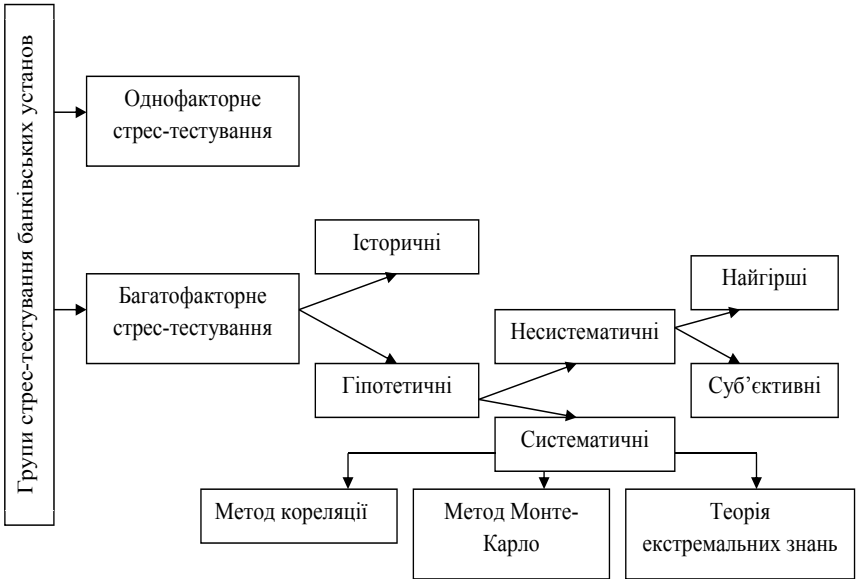 Групи стрес-тестування банківських установ
Однофакторне
стрес-тестування
Багатофакторне
стрес-тестування
Історичні
Гіпотетичні
Несистематичні
Найгірші
Суб’єктивні
Систематичні
Метод кореляції
Метод Монте-
Карло
Теорія
екстремальних знань